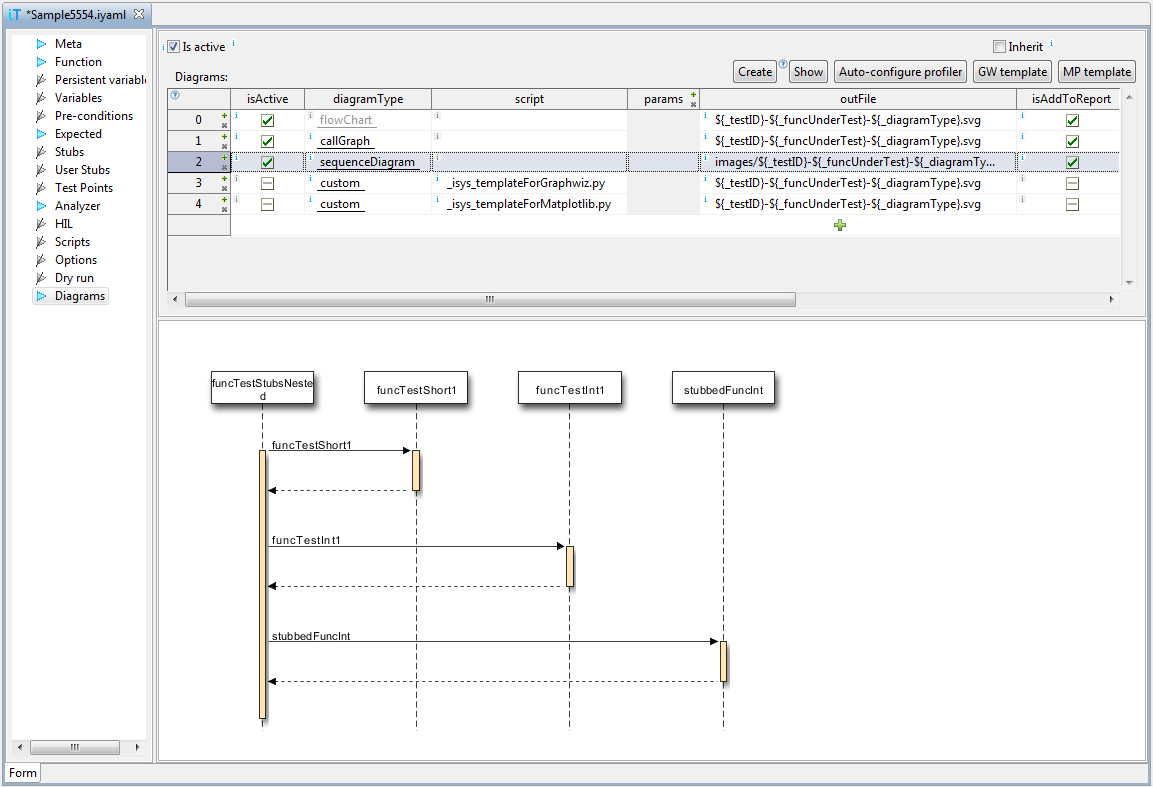 iT *Sample5554.iyaml
Meta
Function
Persistent variabl
Variables
Pre-conditions
Expected
Stubs
User Stubs
Test Points
Analyzer
HIL
Scripts
Options
Dry run
Diagrams
Is active
Inherit
Diagrams:
Create Show Auto-configure profiler GW template MP template
isActive diagramType script params outFile isAddToReport
0 flowChart ${_testID}-${_funcUnderTest}-${_diagramType}.svg
1 callGraph ${_testID}-${_funcUnderTest}-${_diagramType}.svg
2 sequenceDiagram images/${_testID}-${_funcUnderTest}-${_diagramTy...
3 custom _isys_templateForGraphwiz.py ${_testID}-${_funcUnderTest}-${_diagramType}.svg
4 custom _isys_templateForMatplotlib.py ${_testID}-${_funcUnderTest}-${_diagramType}.svg
funcTestStubsNeste
d
funcTestShort1
funcTestInt1
stubbedFuncInt
funcTestShort1
funcTestInt1
stubbedFuncInt
Form